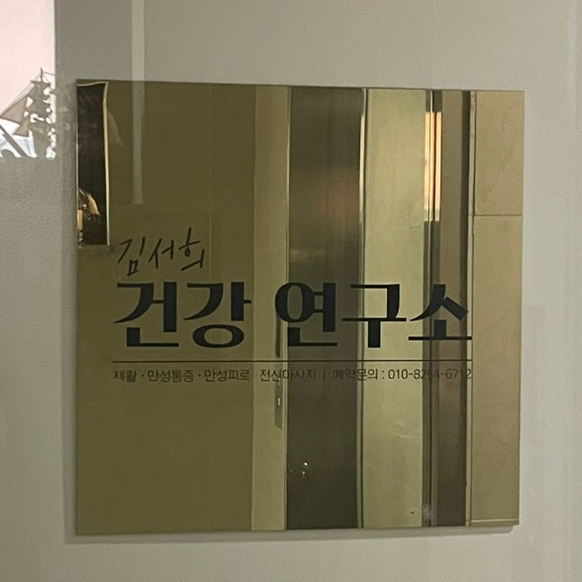 김서희
건강 연구소
재활 · 만성통증 · 만성피로 전신마사지 | 예약문의 : 010-8254-6712